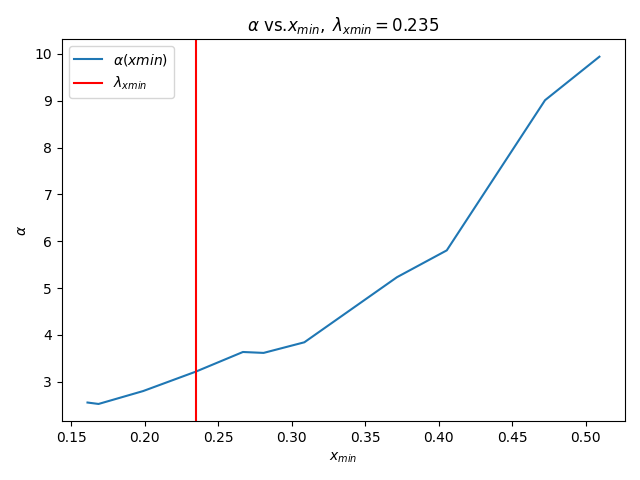 α vs.x_min, λ_xmin = 0.235
α(xmin)
λ_xmin
10
9
8
7
6
5
4
3
α
0.15 0.20 0.25 0.30 0.35 0.40 0.45 0.50
x_min